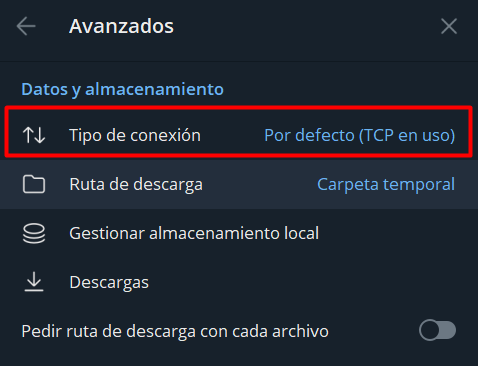 Avanzados
Datos y almacenamiento
Tipo de conexión Por defecto (TCP en uso)
Ruta de descarga Carpeta temporal
Gestionar almacenamiento local
Descargas
Pedir ruta de descarga con cada archivo